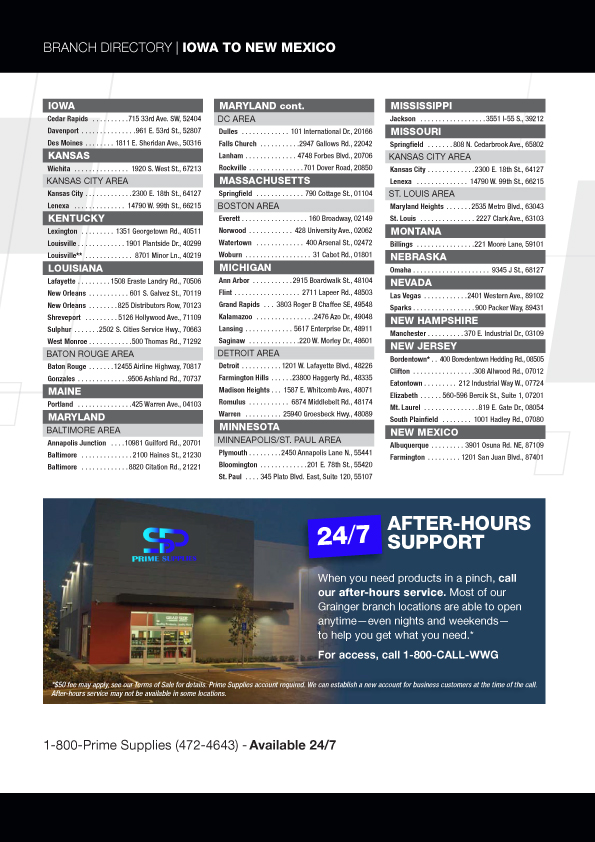 BRANCH DIRECTORY | IOWA TO NEW MEXICO
IOWA
Cedar Rapids . . . . . . . . . .715 33rd Ave. SW, 52404
Davenport . . . . . . . . . . . . . .961 E. 53rd St., 52807
Des Moines . . . . . . . . 1811 E. Sheridan Ave., 50316
KANSAS
Wichita . . . . . . . . . . . . . . 1920 S. West St., 67213
KANSAS CITY AREA
Kansas City . . . . . . . . . . . .2300 E. 18th St., 64127
Lenexa . . . . . . . . . . . . . . 14790 W. 99th St., 66215
KENTUCKY
Lexington . . . . . . . . . 1351 Georgetown Rd., 40511
Louisville . . . . . . . . . . . . 1901 Plantside Dr., 40299
Louisville** . . . . . . . . . . . . . 8701 Minor Ln., 40219
LOUISIANA
Lafayette . . . . . . . . .1508 Eraste Landry Rd., 70506
New Orleans . . . . . . . . . . . 601 S. Galvez St., 70119
New Orleans . . . . . . . .825 Distributors Row, 70123
Shreveport . . . . . . . . . 5126 Hollywood Ave., 71109
Sulphur . . . . . . .2502 S. Cities Service Hwy., 70663
West Monroe . . . . . . . . . . . .500 Thomas Rd., 71292
BATON ROUGE AREA
Baton Rouge . . . . . . . 12455 Airline Highway, 70817
Gonzales . . . . . . . . . . . . .9506 Ashland Rd., 70737
MAINE
Portland . . . . . . . . . . . . . .425 Warren Ave., 04103
MARYLAND
BALTIMORE AREA
Annapolis Junction . . . .10981 Guilford Rd., 20701
Baltimore . . . . . . . . . . . . .2100 Haines St., 21230
Baltimore . . . . . . . . . . . . .8820 Citation Rd., 21221
MARYLAND cont.
DC AREA
Dulles . . . . . . . . . . . . . 101 International Dr., 20166
Falls Church . . . . . . . . . . .2947 Gallows Rd., 22042
Lanham . . . . . . . . . . . . . . 4748 Forbes Blvd., 20706
Rockville . . . . . . . . . . . . . . .701 Dover Road, 20850
MASSACHUSETTS
Springfield . . . . . . . . . . . . . 790 Cottage St., 01104
BOSTON AREA
Everett . . . . . . . . . . . . . . . . . 160 Broadway, 02149
Norwood . . . . . . . . . . . . 428 University Ave., 02062
Watertown . . . . . . . . . . . . . 400 Arsenal St., 02472
Woburn . . . . . . . . . . . . . . . . . . 31 Cabot Rd., 01801
MICHIGAN
Ann Arbor . . . . . . . . . . . .2915 Boardwalk St., 48104
Flint . . . . . . . . . . . . . . . . . . 2711 Lapeer Rd., 48503
Grand Rapids . . . 3803 Roger B Chaffee SE, 49548
Kalamazoo . . . . . . . . . . . . . . . . .2476 Azo Dr., 49048
Lansing . . . . . . . . . . . . 5617 Enterprise Dr., 48911
Saginaw . . . . . . . . . . . . . . .220 W. Morley Dr., 48601
DETROIT AREA
Detroit . . . . . . . . . . . 1201 W. Lafayette Blvd., 48226
Farmington Hills . . . . . . .23800 Haggerty Rd., 48335
Madison Heights . . . 1587 E. Whitcomb Ave., 48071
Romulus . . . . . . . . . . . . 6874 Middlebelt Rd., 48174
Warren . . . . . . . . . . 25940 Groesbeck Hwy., 48089
MINNESOTA
MINNEAPOLIS/ST. PAUL AREA
Plymouth . . . . . . . . . 2450 Annapolis Lane N., 55441
Bloomington . . . . . . . . . . . . .201 E. 78th St., 55420
St. Paul . . . . 345 Plato Blvd. East, Suite 120, 55107
MISSISSIPPI
Jackson . . . . . . . . . . . . . . . . . .3551 I-55 S., 39212
MISSOURI
Springfield . . . . . . . 808 N. Cedarbrook Ave., 65802
KANSAS CITY AREA
Kansas City . . . . . . . . . . . . .2300 E. 18th St., 64127
Lenexa . . . . . . . . . . . . . . 14790 W. 99th St., 66215
ST. LOUIS AREA
Maryland Heights . . . . . . .2535 Metro Blvd., 63043
St. Louis . . . . . . . . . . . . . 2227 Clark Ave., 63103
MONTANA
Billings . . . . . . . . . . . . . . .221 Moore Lane, 59101
NEBRASKA
Omaha . . . . . . . . . . . . . . . . . . . . . 9345 J St., 68127
NEVADA
Las Vegas . . . . . . . . . . . .2401 Western Ave., 89102
Sparks . . . . . . . . . . . . . . . . .900 Packer Way, 89431
NEW HAMPSHIRE
Manchester . . . . . . . . . . 370 E. Industrial Dr., 03109
NEW JERSEY
Bordentown* . . 400 Boredentown Hedding Rd., 08505
Clifton . . . . . . . . . . . . . . . . .308 Allwood Rd., 07012
Eatontown . . . . . . . . . 212 Industrial Way W., 07724
Elizabeth . . . . . . 560-596 Bercik St., Suite 1, 07201
Mt. Laurel . . . . . . . . . . . . . . . .819 E. Gate Dr., 08054
South Plainfield . . . . . . . . 1001 Hadley Rd., 07080
NEW MEXICO
Albuquerque . . . . . . . . . 3901 Osuna Rd. NE, 87109
Farmington . . . . . . . . . 1201 San Juan Blvd., 87401
SP
PRIME SUPPLY
24/7 AFTER-HOURS
SUPPORT
When you need products in a pinch, call
our after-hours service. Most of our
Grainger branch locations are able to open
anytime—even nights and weekends—
to help you get what you need.*
For access, call 1-800-CALL-WWG
*$50 fee may apply, see our Terms of Sale for details. Prime Supplies account required. We can establish a new account for business customers at the time of the call.
After-hours service may not be available in some locations.
1-800-Prime Supplies (472-4643) - Available 24/7